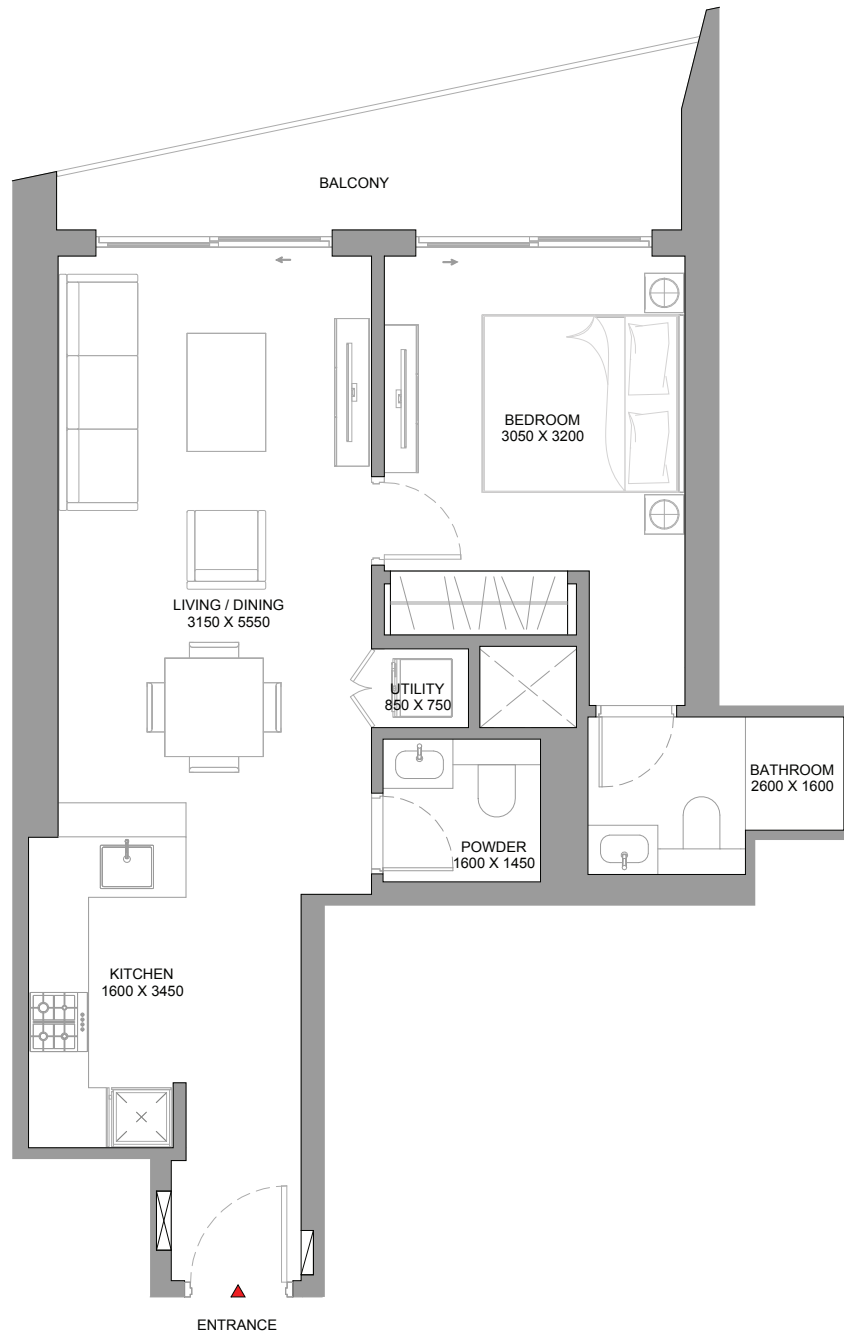 BALCONY
BEDROOM
3050 X 3200
LIVING / DINING
3150 X 5550
UTILITY
850 X 750
BATHROOM
2600 X 1600
POWDER
1600 X 1450
KITCHEN
1600 X 3450
ENTRANCE